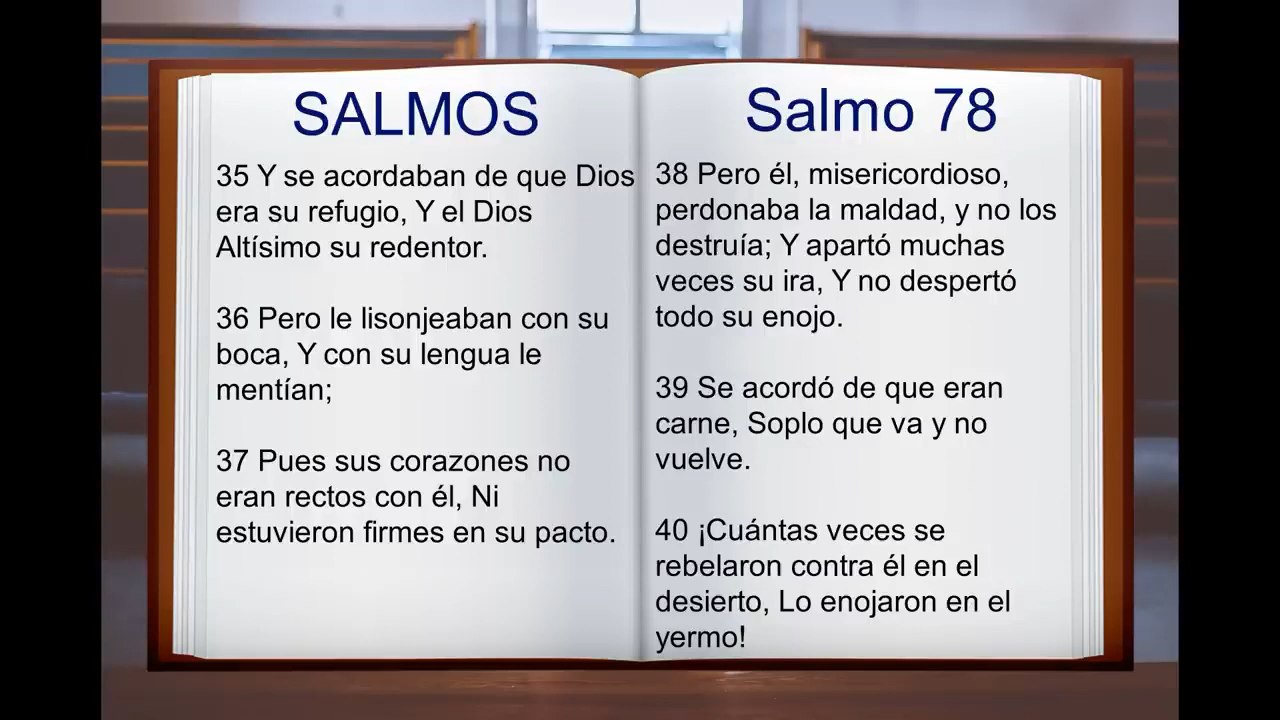 SALMOS
35 Y se acordaban de que Dios
era su refugio, Y el Dios
Altísimo su redentor.
36 Pero le lisonjeaban con su
boca, Y con su lengua le
mentían;
37 Pues sus corazones no
eran rectos con él, Ni
estuvieron firmes en su pacto.
Salmo 78
38 Pero él, misericordioso,
perdonaba la maldad, y no los
destruía; Y apartó muchas
veces su ira, Y no despertó
todo su enojo.
39 Se acordó de que eran
carne, Soplo que va y no
vuelve.
40 ¡Cuántas veces se
rebelaron contra él en el
desierto, Lo enojaron en el
yermo!